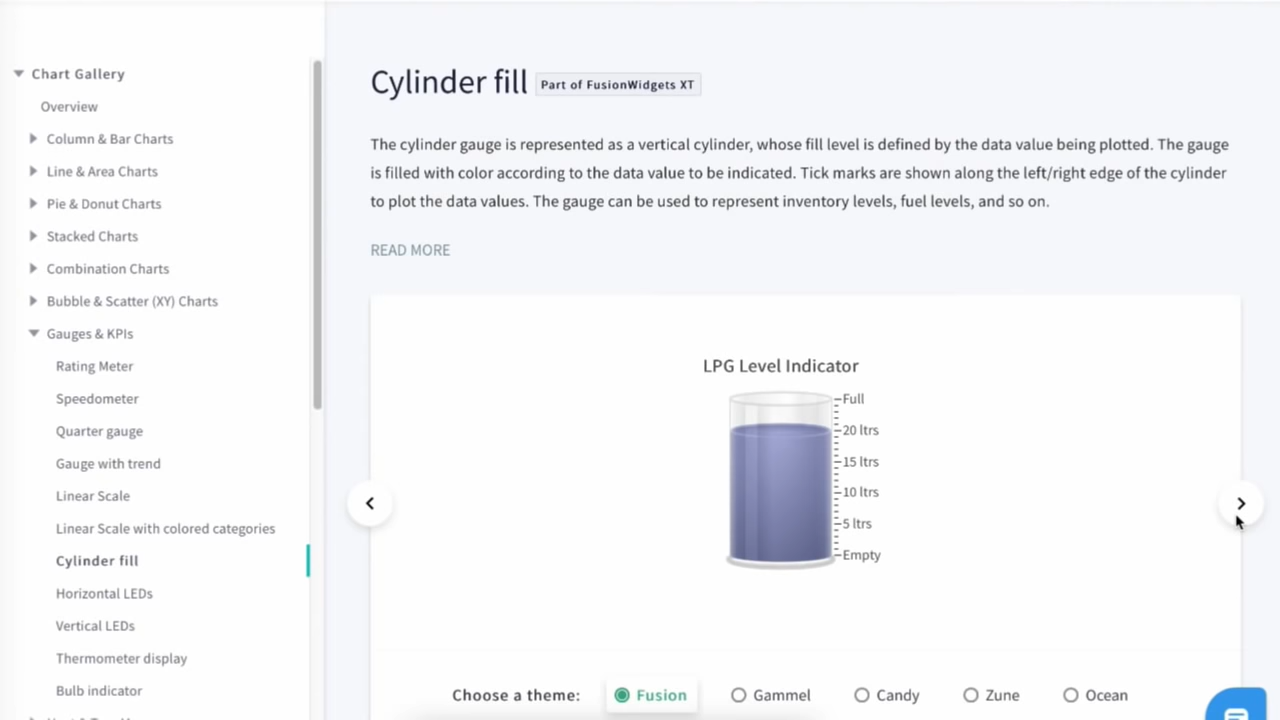 Chart Gallery
Overview
Column & Bar Charts
Line & Area Charts
Pie & Donut Charts
Stacked Charts
Combination Charts
Bubble & Scatter (XY) Charts
Gauges & KPIs
Rating Meter
Speedometer
Quarter gauge
Gauge with trend
Linear Scale
Linear Scale with colored categories
Cylinder fill
Horizontal LEDs
Vertical LEDs
Thermometer display
Bulb indicator
Cylinder fill Part of FusionWidgets XT
The cylinder gauge is represented as a vertical cylinder, whose fill level is defined by the data value being plotted. The gauge
is filled with color according to the data value to be indicated. Tick marks are shown along the left/right edge of the cylinder
to plot the data values. The gauge can be used to represent inventory levels, fuel levels, and so on.
READ MORE
LPG Level Indicator
Full
20 ltrs
15 ltrs
10 ltrs
5 ltrs
Empty
Choose a theme: Fusion Gammel Candy Zune Ocean